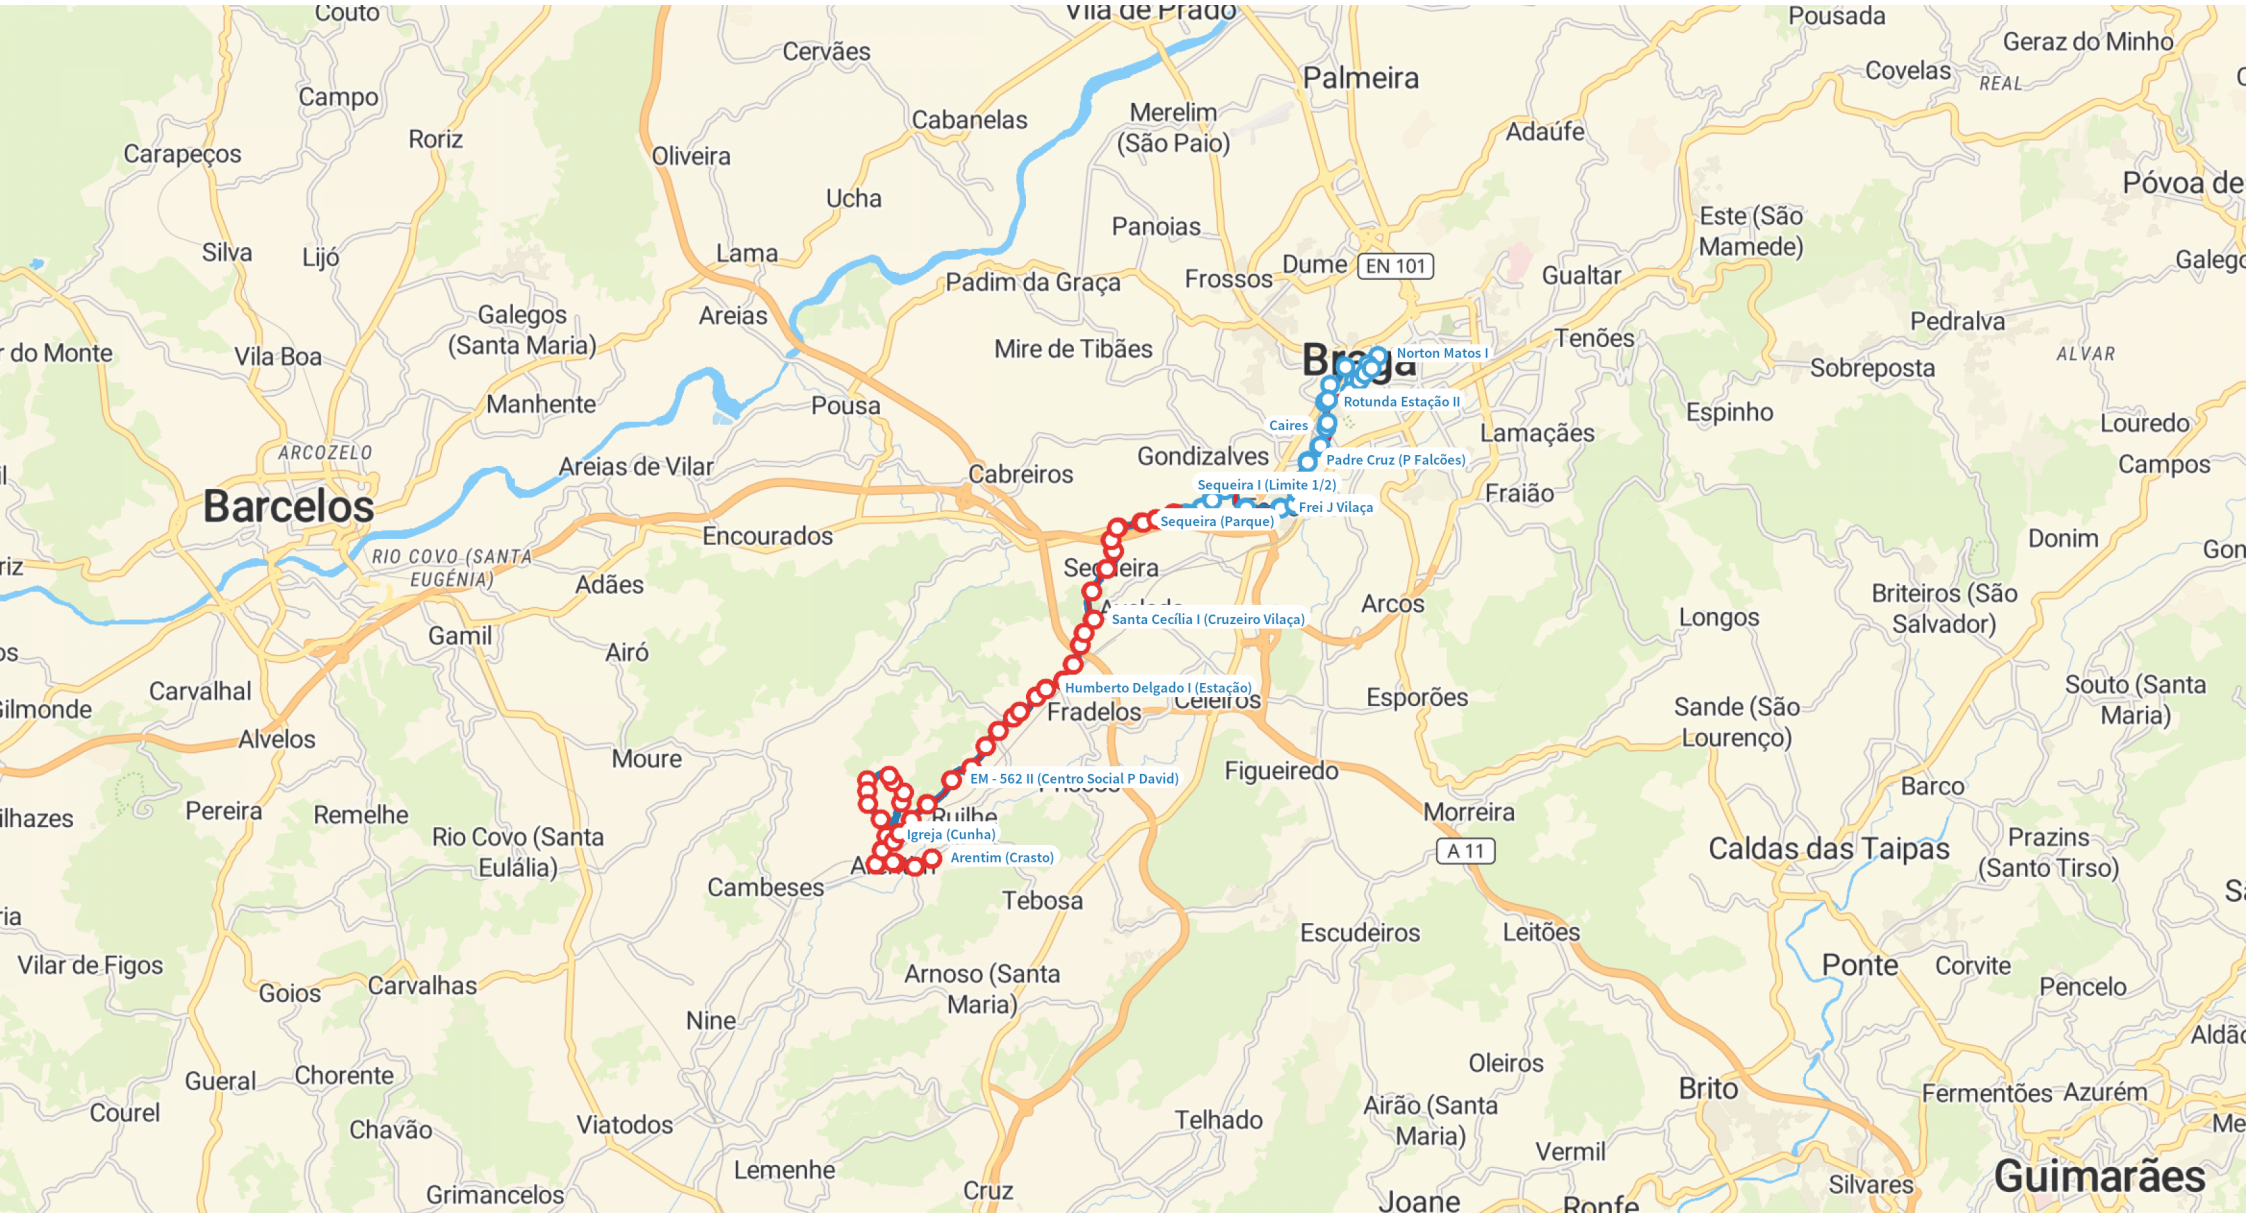 Couto
Vila de Prado
Pousada
Geraz do Minho
Cervães
Covelas
REAL
Palmeira
Campo
Cabanelas
Merelim
(São Paio)
Adaúfe
Roriz
Carapeços
Oliveira
Póvoa de
Ucha
Panoias
Este (São
Mamede)
Silva
Lijó
Lama
Dume
EN 101
Gualtar
Padim da Graça
Frossos
Galegos
(Santa Maria)
Areias
Pedralva
Tenões
r do Monte
Vila Boa
Mire de Tibães
Braga
Norton Matos I
ALVAR
Sobreposta
Manhente
Pousa
Rotunda Estação II
Espinho
Louredo
Caires
Lamaçães
ARCOZELO
Gondizalves
Padre Cruz (P Falcões)
Areias de Vilar
Cabreiros
Campos
Sequeira I (Limite 1/2)
Fraião
Barcelos
Frei J Vilaça
Sequeira (Parque)
Encourados
Donim
RIO COVO (SANTA
EUGÉNIA)
Sequeira
riz
Adães
Arcos
Briteiros (São
Salvador)
Santa Cecília I (Cruzeiro Vilaça)
Longos
Gamil
Airó
Carvalhal
Humberto Delgado I (Estação)
Esporões
Souto (Santa
Maria)
Celeirós
Fradelos
Sande (São
Lourenço)
Alvelos
Moure
Figueiredo
EM - 562 II (Centro Social P David)
Priscos
Barco
Pereira
Remelhe
Morreira
Ruilhe
Igreja (Cunha)
Rio Covo (Santa
Eulália)
Prazins
(Santo Tirso)
A 11
Caldas das Taipas
Arentim (Crasto)
Arentim
Cambeses
Tebosa
Escudeiros
Leitões
Vilar de Figos
Ponte
Corvite
Carvalhas
Goios
Arnoso (Santa
Maria)
Pencelo
Nine
Oleiros
Gueral
Chorente
Brito
Fermentões
Azurém
Courel
Chavão
Viatodos
Telhado
Airão (Santa
Maria)
Vermil
Lemenhe
Guimarães
Silvares
Grimancelos
Cruz
Joane
Ronfe